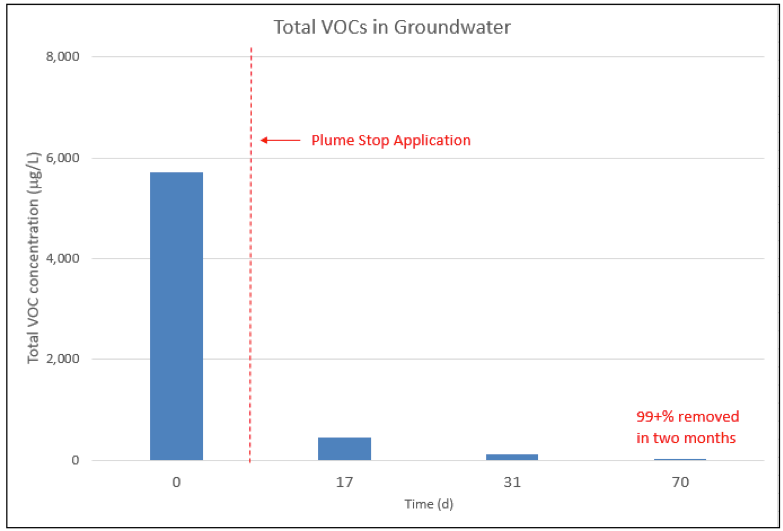 Total VOCs in Groundwater
8,000
Plume Stop Application
6,000
Total VOC concentration (µg/L)
4,000
2,000
99+% removed
in two months
0
0 17 31 70
Time (d)